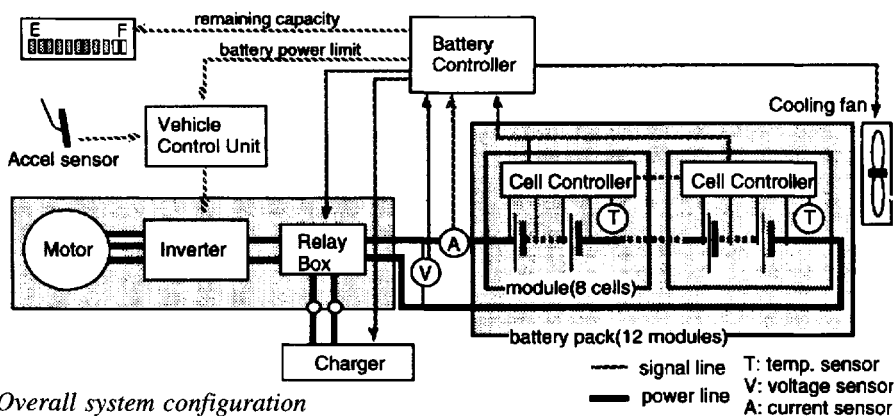 remaining capacity
E F
battery power limit
Battery
Controller
Cooling fan
Accel sensor
Vehicle
Control Unit
Cell Controller
Cell Controller
T
T
Motor
Inverter
Relay
Box
A
V
module(8 cells)
battery pack(12 modules)
Charger
signal line
power line
T: temp. sensor
V: voltage sensor
A: current sensor
Overall system configuration